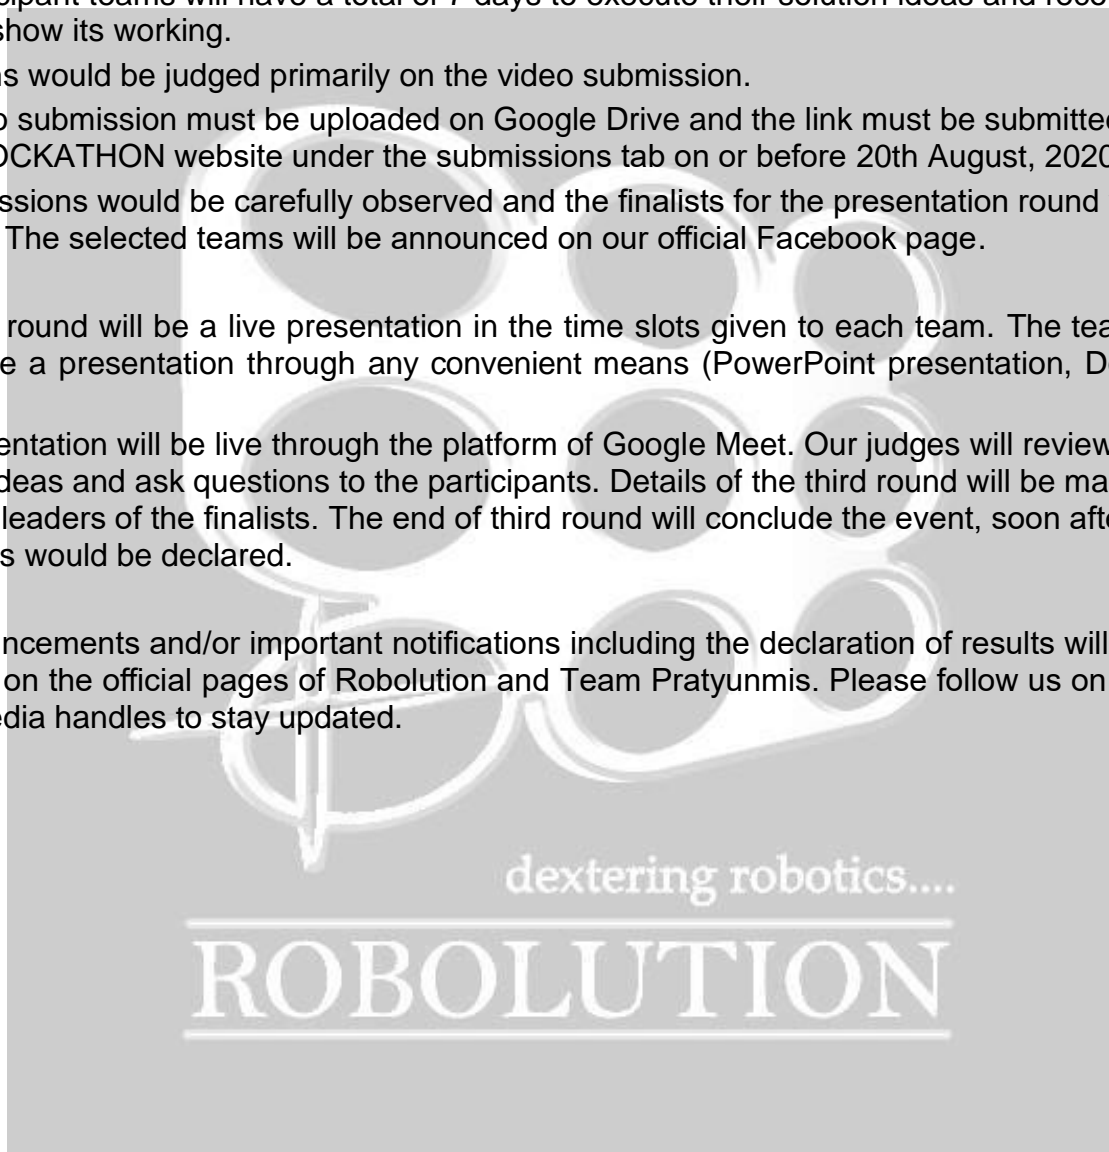 cipant teams will have a total of 7 days to execute their solution ideas and reco
show its working.
s would be judged primarily on the video submission.
o submission must be uploaded on Google Drive and the link must be submitted
OCKATHON website under the submissions tab on or before 20th August, 2020
ssions would be carefully observed and the finalists for the presentation round
The selected teams will be announced on our official Facebook page.
round will be a live presentation in the time slots given to each team. The tea
e a presentation through any convenient means (PowerPoint presentation, D
entation will be live through the platform of Google Meet. Our judges will review
deas and ask questions to the participants. Details of the third round will be ma
leaders of the finalists. The end of third round will conclude the event, soon afte
s would be declared.
ncements and/or important notifications including the declaration of results will
on the official pages of Robolution and Team Pratyunmis. Please follow us on
edia handles to stay updated.
dextering robotics....
ROBOLUTION